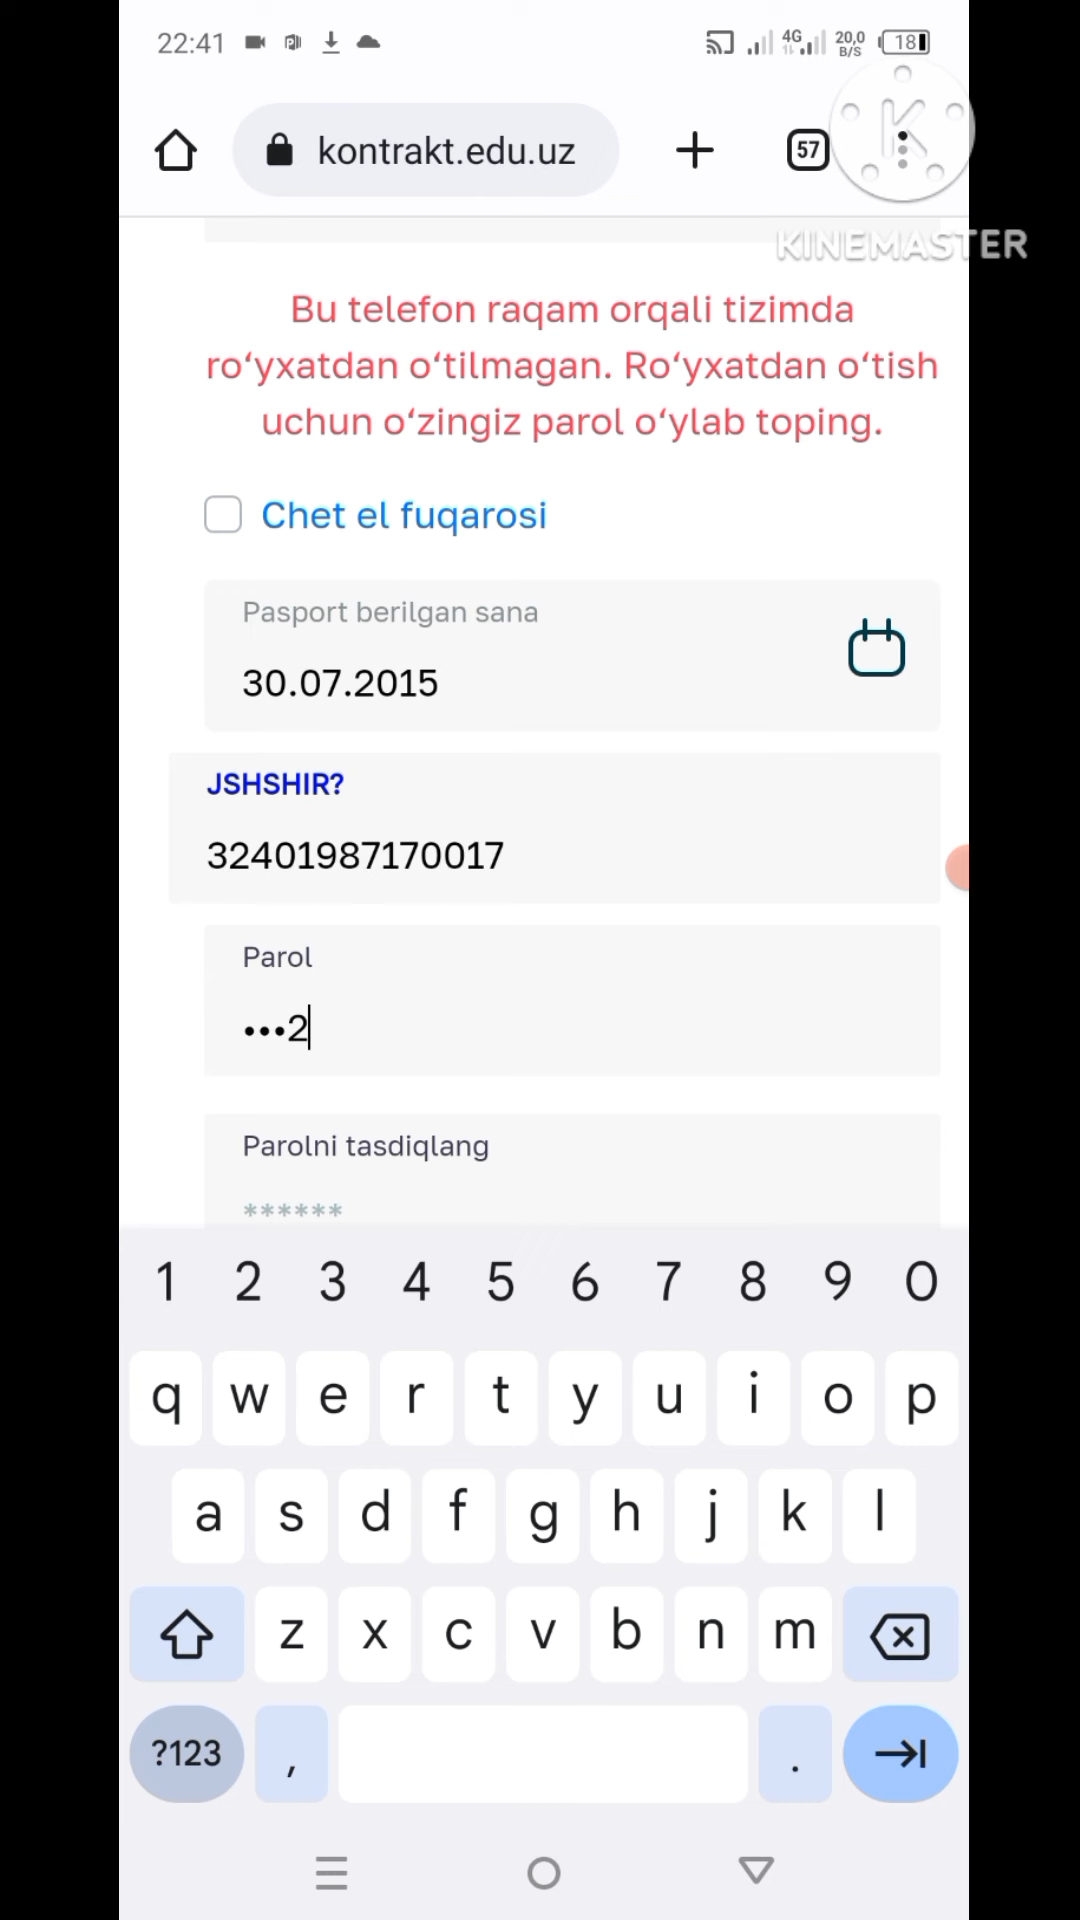 22:41
4G
20,0
B/S
18
kontrakt.edu.uz
57
K
KINEMASTER
Bu telefon raqam orqali tizimda
ro‘yxatdan o‘tilmagan. Ro‘yxatdan o‘tish
uchun o‘zingiz parol o‘ylab toping.
Chet el fuqarosi
Pasport berilgan sana
30.07.2015
JSHSHIR?
32401987170017
Parol
•••2
Parolni tasdiqlang
******
1 2 3 4 5 6 7 8 9 0
q w e r t y u i o p
a s d f g h j k l
z x c v b n m
?123 , .